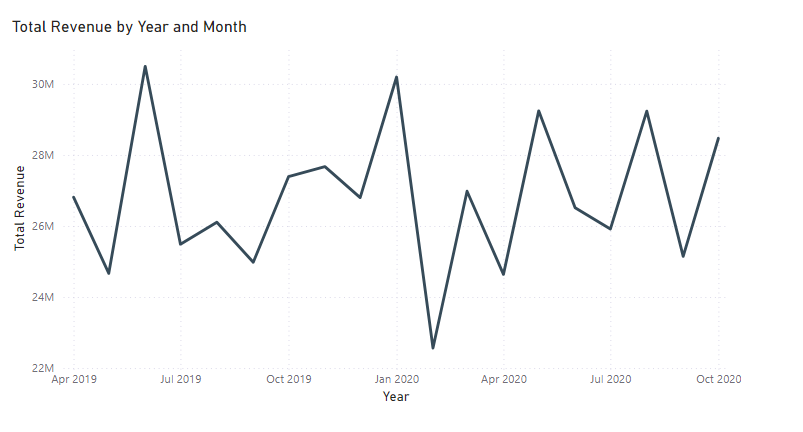 Total Revenue by Year and Month
Total Revenue
30M
28M
26M
24M
22M
Apr 2019 Jul 2019 Oct 2019 Jan 2020 Apr 2020 Jul 2020 Oct 2020
Year